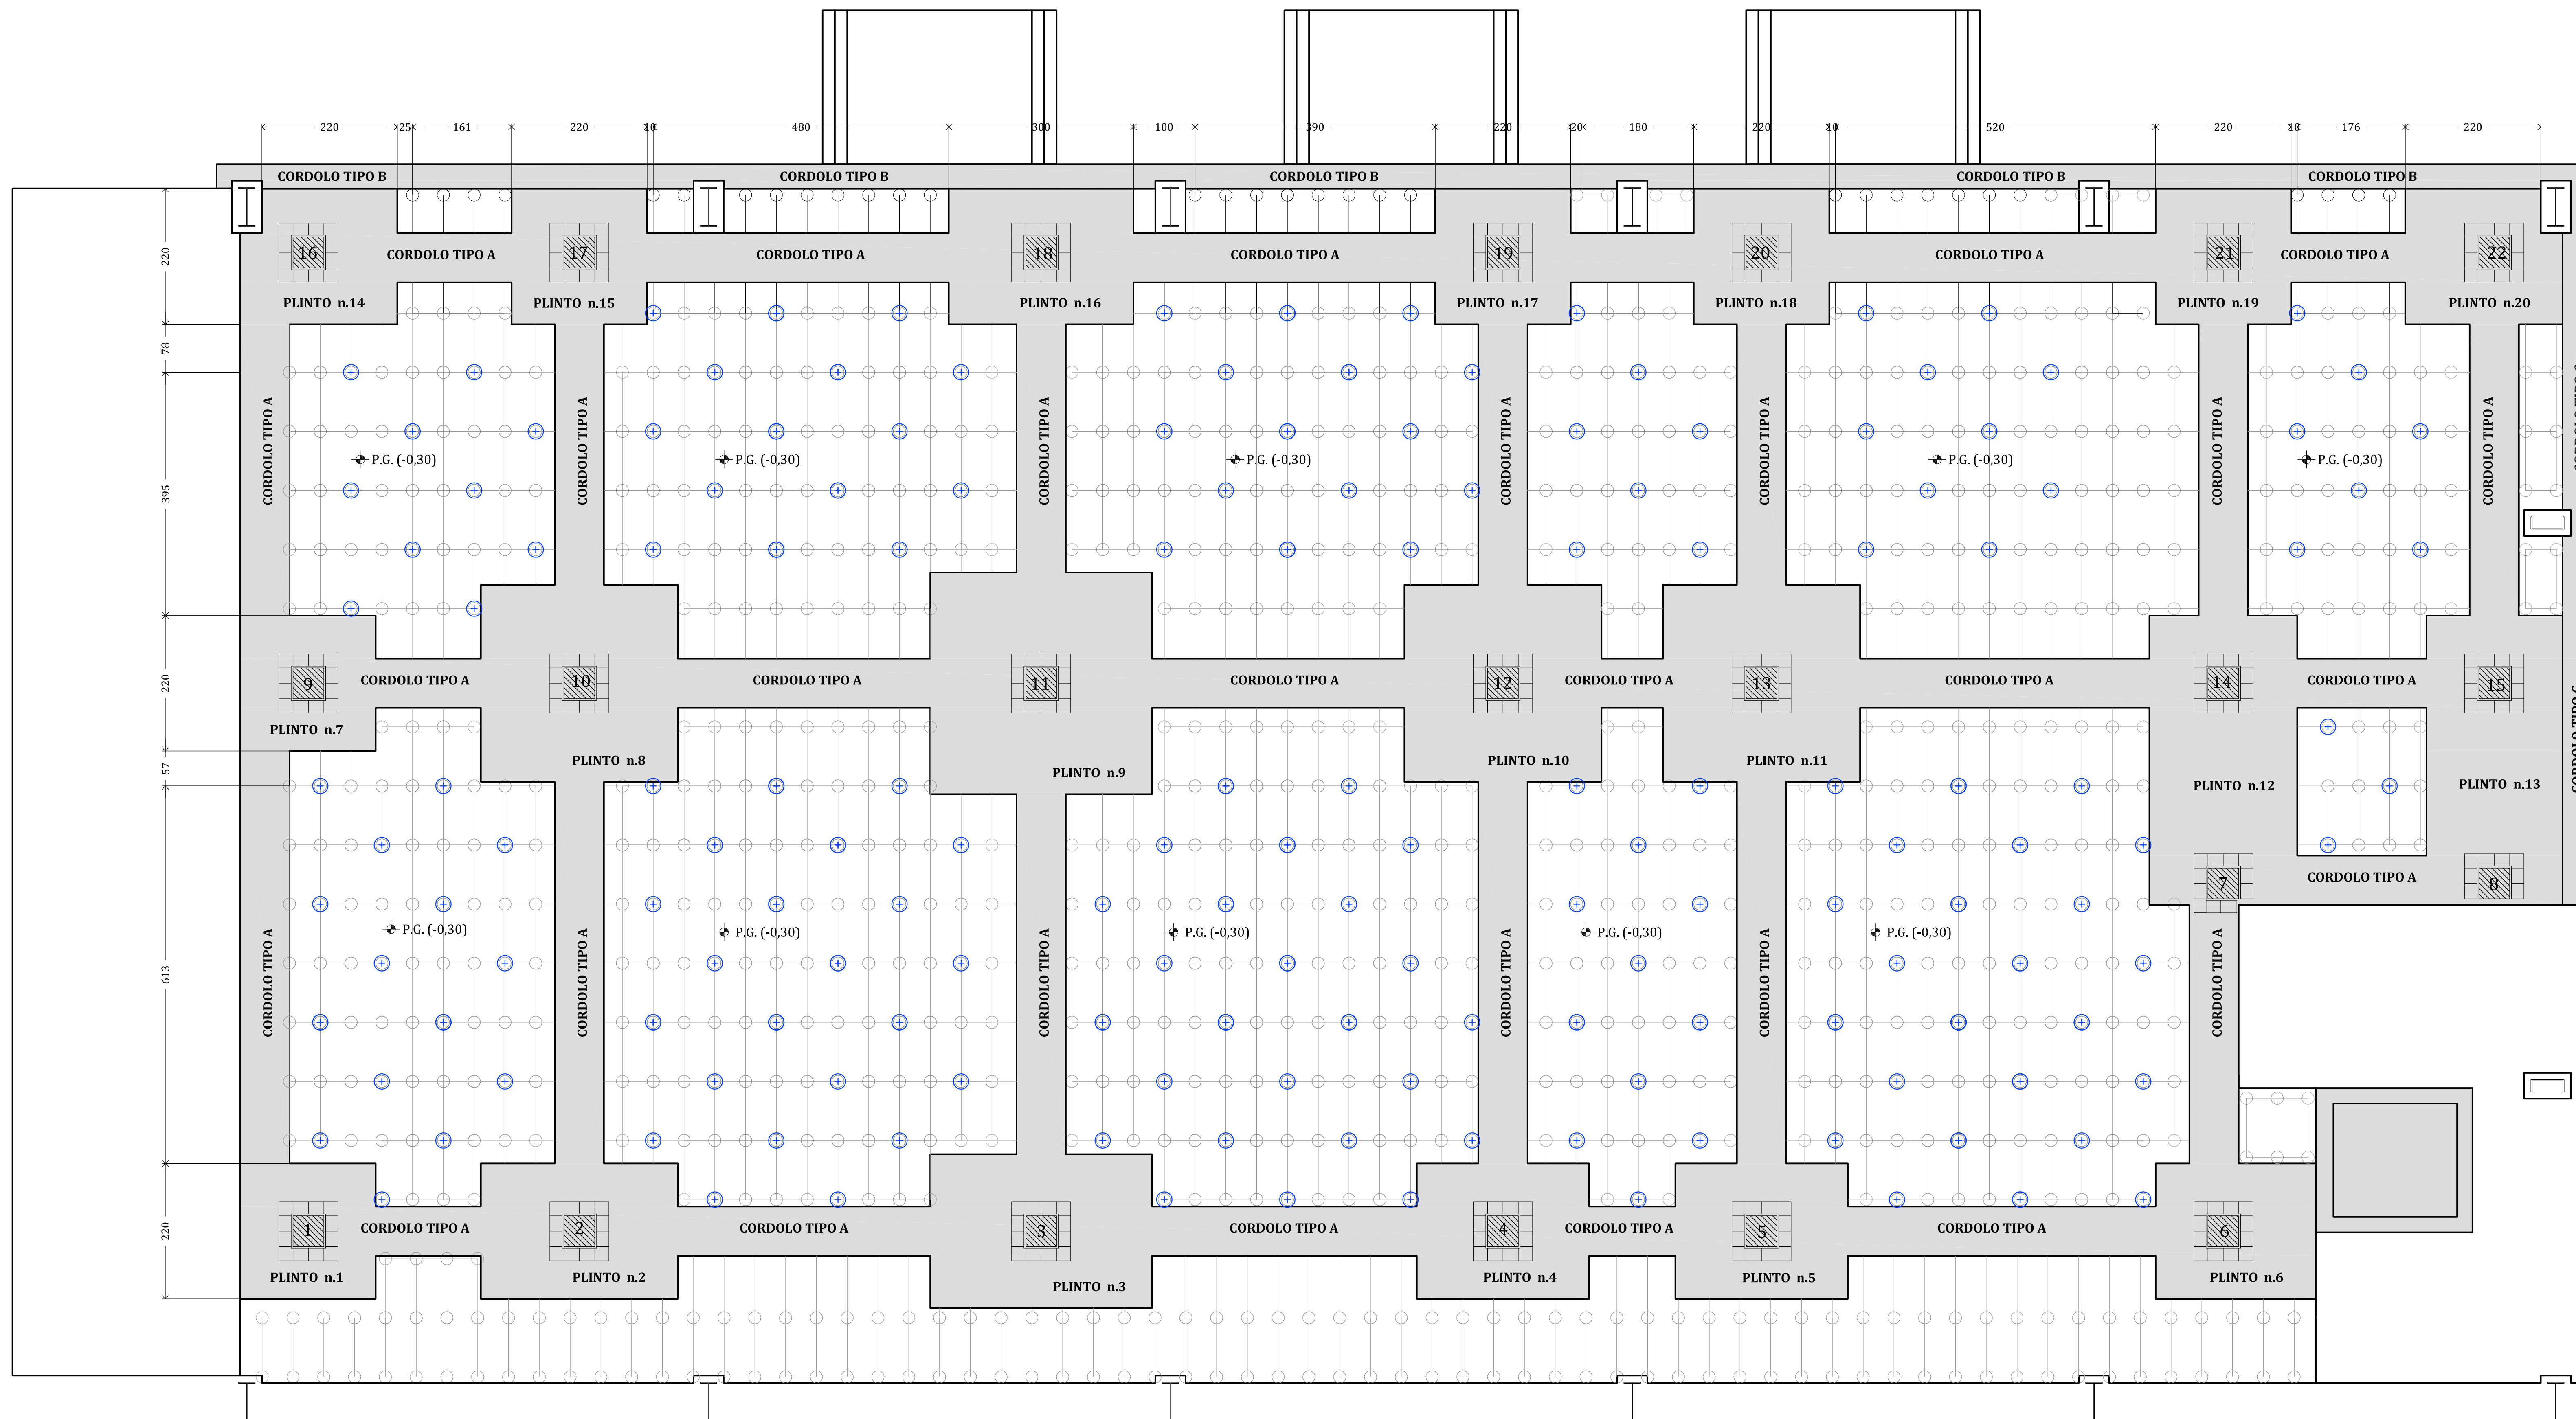 220 25 161 220 10 480 300 100 390 220 20 180 220 10 520 220 10 176 220
CORDOLO TIPO B CORDOLO TIPO B CORDOLO TIPO B CORDOLO TIPO B CORDOLO TIPO B
16 17 18 19 20 21 22
CORDOLO TIPO A CORDOLO TIPO A CORDOLO TIPO A CORDOLO TIPO A CORDOLO TIPO A
220
PLINTO n.14 PLINTO n.15 PLINTO n.16 PLINTO n.17 PLINTO n.18 PLINTO n.19 PLINTO n.20
78
CORDOLO TIPO A CORDOLO TIPO A CORDOLO TIPO A CORDOLO TIPO A CORDOLO TIPO A CORDOLO TIPO A CORDOLO TIPO A
P.G. (-0,30) P.G. (-0,30) P.G. (-0,30) P.G. (-0,30) P.G. (-0,30)
395
9 10 11 12 13 14 15
CORDOLO TIPO A CORDOLO TIPO A CORDOLO TIPO A CORDOLO TIPO A CORDOLO TIPO A CORDOLO TIPO A
220
PLINTO n.7 PLINTO n.8 PLINTO n.9 PLINTO n.10 PLINTO n.11 PLINTO n.12 PLINTO n.13
57
CORDOLO TIPO C
7 8
CORDOLO TIPO A
P.G. (-0,30) P.G. (-0,30) P.G. (-0,30) P.G. (-0,30) P.G. (-0,30)
CORDOLO TIPO A CORDOLO TIPO A CORDOLO TIPO A CORDOLO TIPO A CORDOLO TIPO A CORDOLO TIPO A
613
1 2 3 4 5 6
CORDOLO TIPO A CORDOLO TIPO A CORDOLO TIPO A CORDOLO TIPO A CORDOLO TIPO A
220
PLINTO n.1 PLINTO n.2 PLINTO n.3 PLINTO n.4 PLINTO n.5 PLINTO n.6